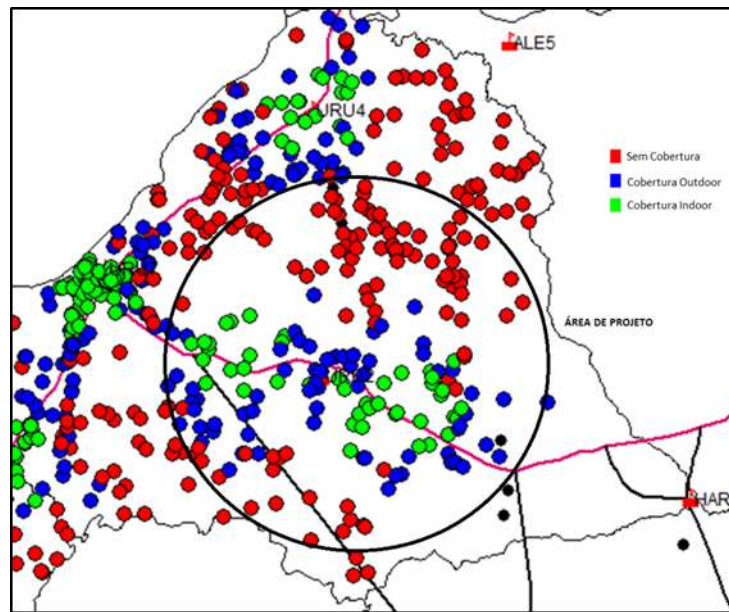 ALE5
URU4
Sem Cobertura
Cobertura Outdoor
Cobertura Indoor
ÁREA DE PROJETO
HAR